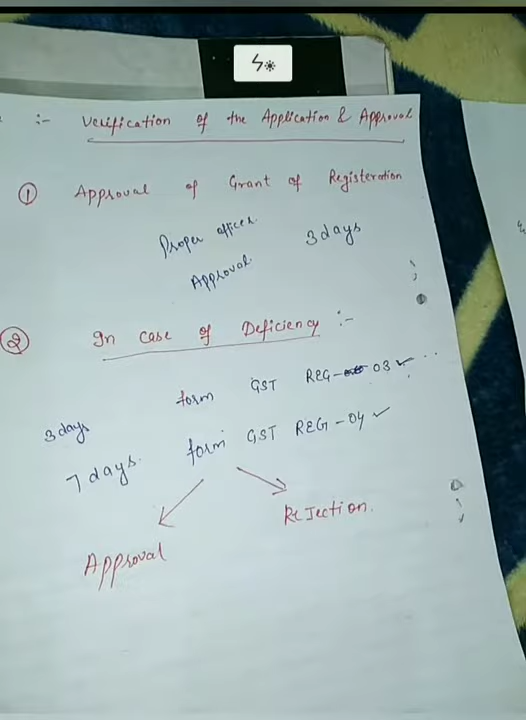 :- Verification of the Application & Approval
① Approval of Grant of Registeration
Proper officer. 3 days
Approval.
② In Case of Deficiency :-
3 days form GST REG - 03 ✓
7 days. form GST REG - 04 ✓
Approval Rejection.